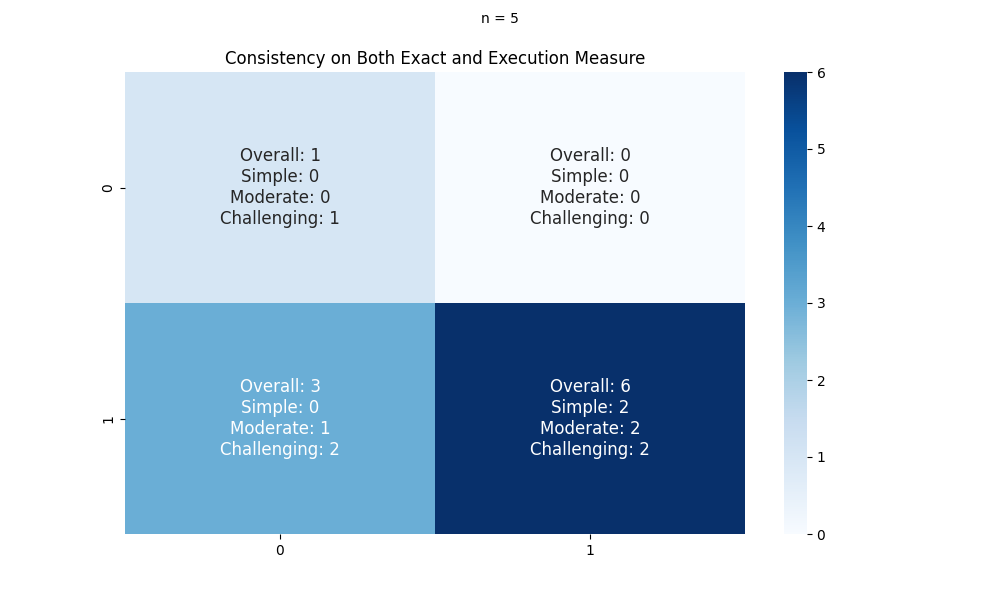 n = 5
Consistency on Both Exact and Execution Measure
0
Overall: 1
Simple: 0
Moderate: 0
Challenging: 1
Overall: 0
Simple: 0
Moderate: 0
Challenging: 0
1
Overall: 3
Simple: 0
Moderate: 1
Challenging: 2
Overall: 6
Simple: 2
Moderate: 2
Challenging: 2
0
1
6
5
4
3
2
1
0